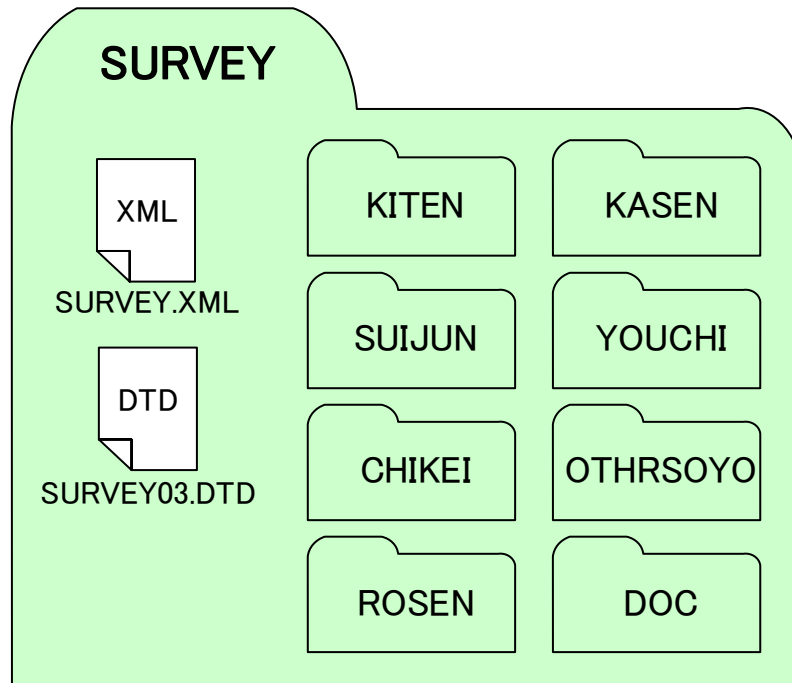 SURVEY
XML
SURVEY.XML
DTD
SURVEY03.DTD
KITEN
KASEN
SUIJUN
YOUCHI
CHIKEI
OTHRSOYO
ROSEN
DOC